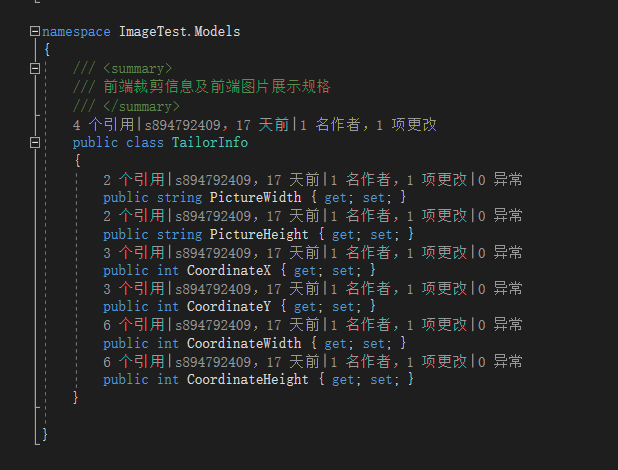 namespace ImageTest.Models
{
/// <summary>
/// 前端裁剪信息及前端图片展示规格
/// </summary>
4 个引用|s894792409, 17 天前|1 名作者, 1 项更改
public class TailorInfo
{
2 个引用|s894792409, 17 天前|1 名作者, 1 项更改|0 异常
public string PictureWidth { get; set; }
2 个引用|s894792409, 17 天前|1 名作者, 1 项更改|0 异常
public string PictureHeight { get; set; }
3 个引用|s894792409, 17 天前|1 名作者, 1 项更改|0 异常
public int CoordinateX { get; set; }
3 个引用|s894792409, 17 天前|1 名作者, 1 项更改|0 异常
public int CoordinateY { get; set; }
6 个引用|s894792409, 17 天前|1 名作者, 1 项更改|0 异常
public int CoordinateWidth { get; set; }
6 个引用|s894792409, 17 天前|1 名作者, 1 项更改|0 异常
public int CoordinateHeight { get; set; }
}
}